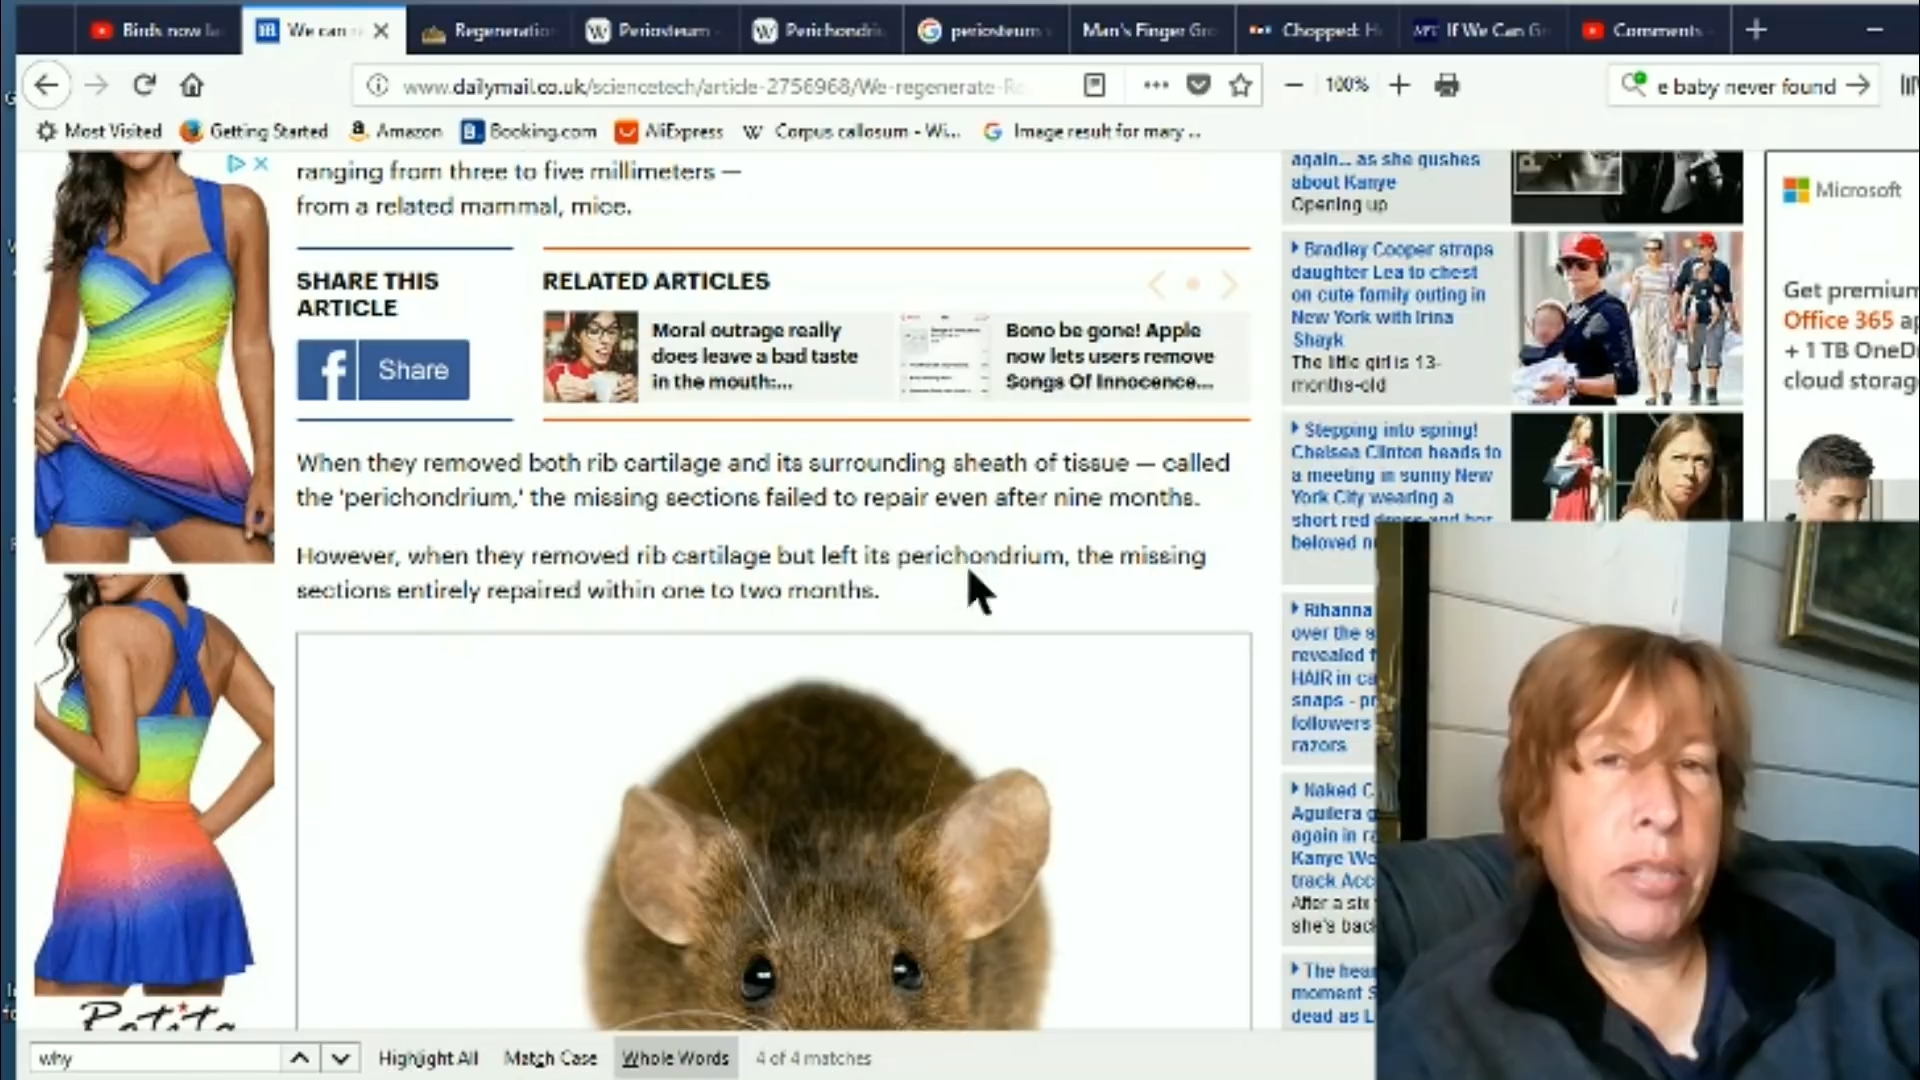 Birds now
We can
Regeneratio
Periosteum -
Perichondri
periosteum
Man's Finger Gr
Chopped: H
If We Can G
Comments -
www.dailymail.co.uk/sciencetech/article-2756968/We-regenerate-R
100%
e baby never found
Most Visited
Getting Started
Amazon
Booking.com
AliExpress
Corpus callosum - Wi...
Image result for mary ...
ranging from three to five millimeters —
from a related mammal, mice.
SHARE THIS
ARTICLE
Share
RELATED ARTICLES
Moral outrage really
does leave a bad taste
in the mouth:...
Bono be gone! Apple
now lets users remove
Songs Of Innocence...
When they removed both rib cartilage and its surrounding sheath of tissue — called
the 'perichondrium,' the missing sections failed to repair even after nine months.
However, when they removed rib cartilage but left its perichondrium, the missing
sections entirely repaired within one to two months.
again... as she gushes
about Kanye
Opening up
Bradley Cooper straps
daughter Lea to chest
on cute family outing in
New York with Irina
Shayk
The little girl is 13-
months-old
Stepping into spring!
Chelsea Clinton heads to
a meeting in sunny New
York City wearing a
short red dress and her
beloved
Rihanna
over the s
revealed
HAIR in ca
snaps - pr
followers
razors
Naked C
Aguilera g
again in ra
Kanye We
track Acc
After a six
she's back
The hear
moment S
dead as L
Microsoft
Get premium
Office 365 ap
+ 1 TB OneD
cloud storag
why
Highlight All
Match Case
Whole Words
4 of 4 matches